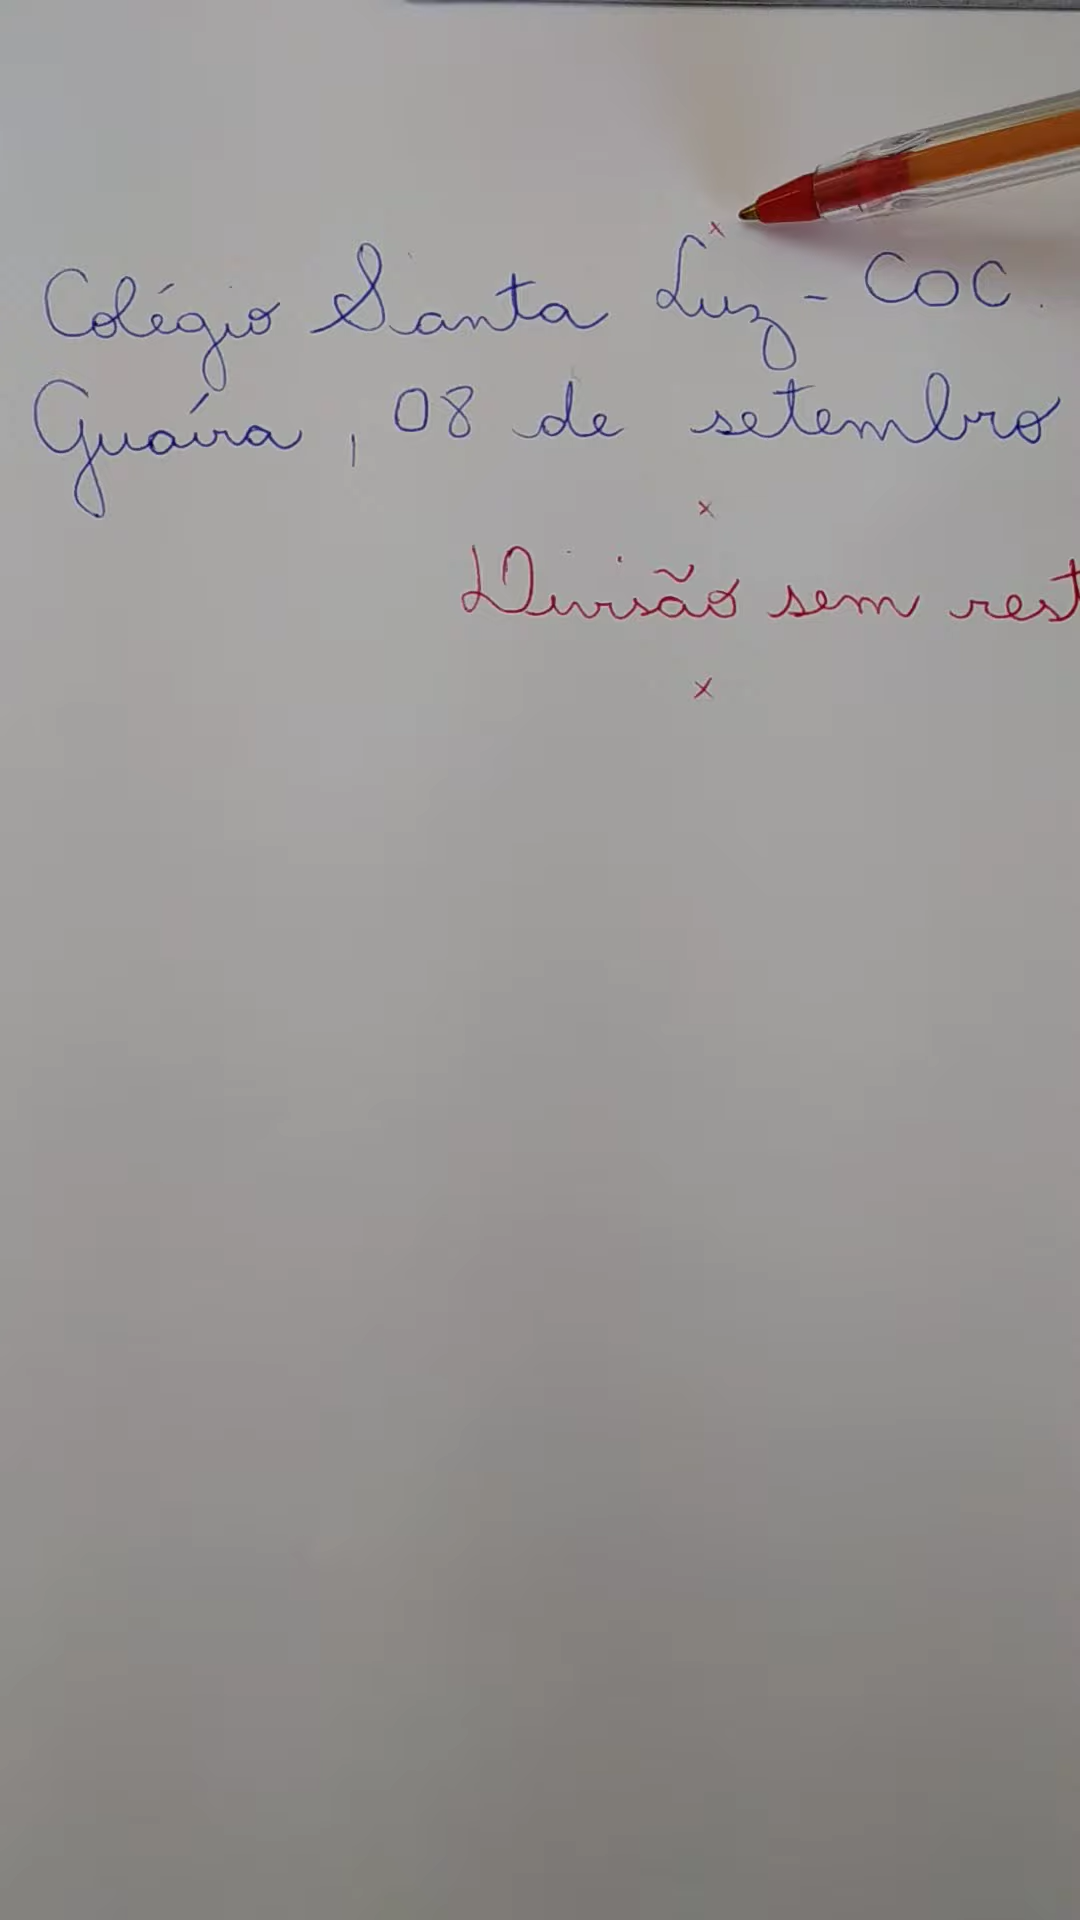 x
Colégio Santa Luz - COC.
Guaíra, 08 de setembro
x
Divisão sem rest
x